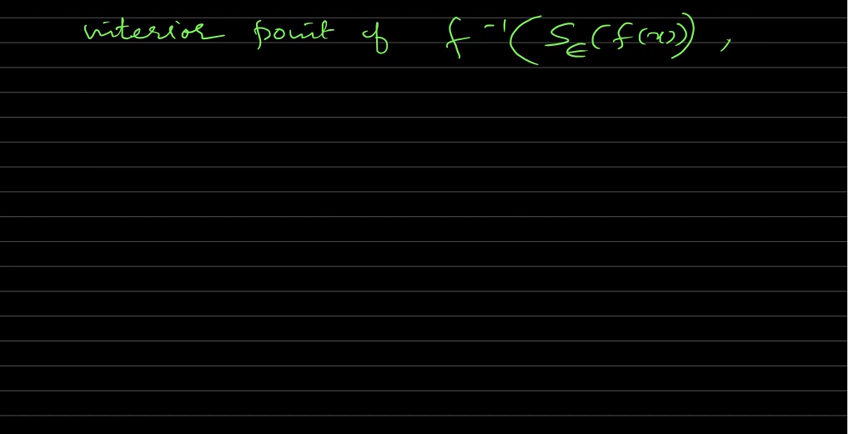 interior point of f⁻¹(S_ε(f(x)),